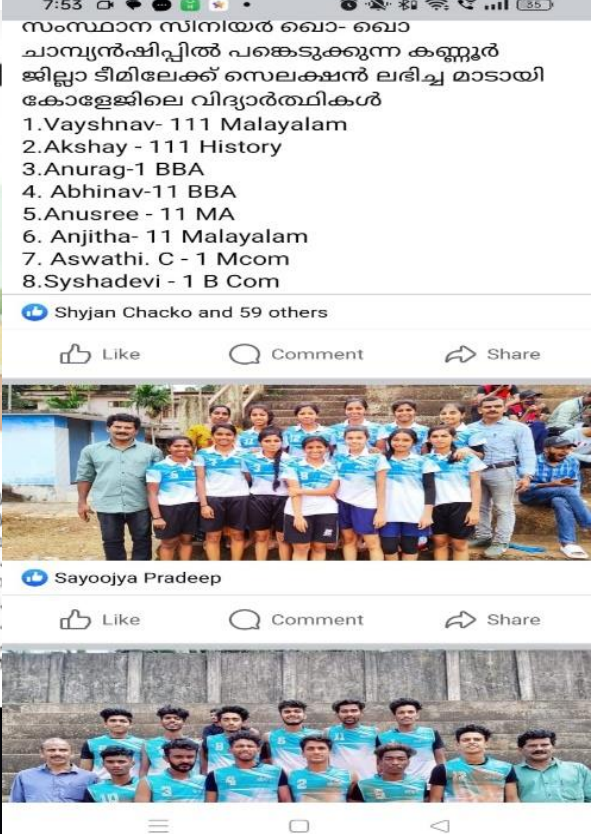 7:53
35
സംസ്ഥാന സീനിയർ ഖൊ- ഖൊ
ചാമ്പ്യൻഷിപ്പിൽ പങ്കെടുക്കുന്ന കണ്ണൂർ
ജില്ലാ ടീമിലേക്ക് സെലക്ഷൻ ലഭിച്ച മാടായി
കോളേജിലെ വിദ്യാർത്ഥികൾ
1.Vayshnav- 111 Malayalam
2.Akshay - 111 History
3.Anurag-1 BBA
4. Abhinav-11 BBA
5.Anusree - 11 MA
6. Anjitha- 11 Malayalam
7. Aswathi. C - 1 Mcom
8.Syshadevi - 1 B Com
Shyjan Chacko and 59 others
Like Comment Share
Sayoojya Pradeep
Like Comment Share